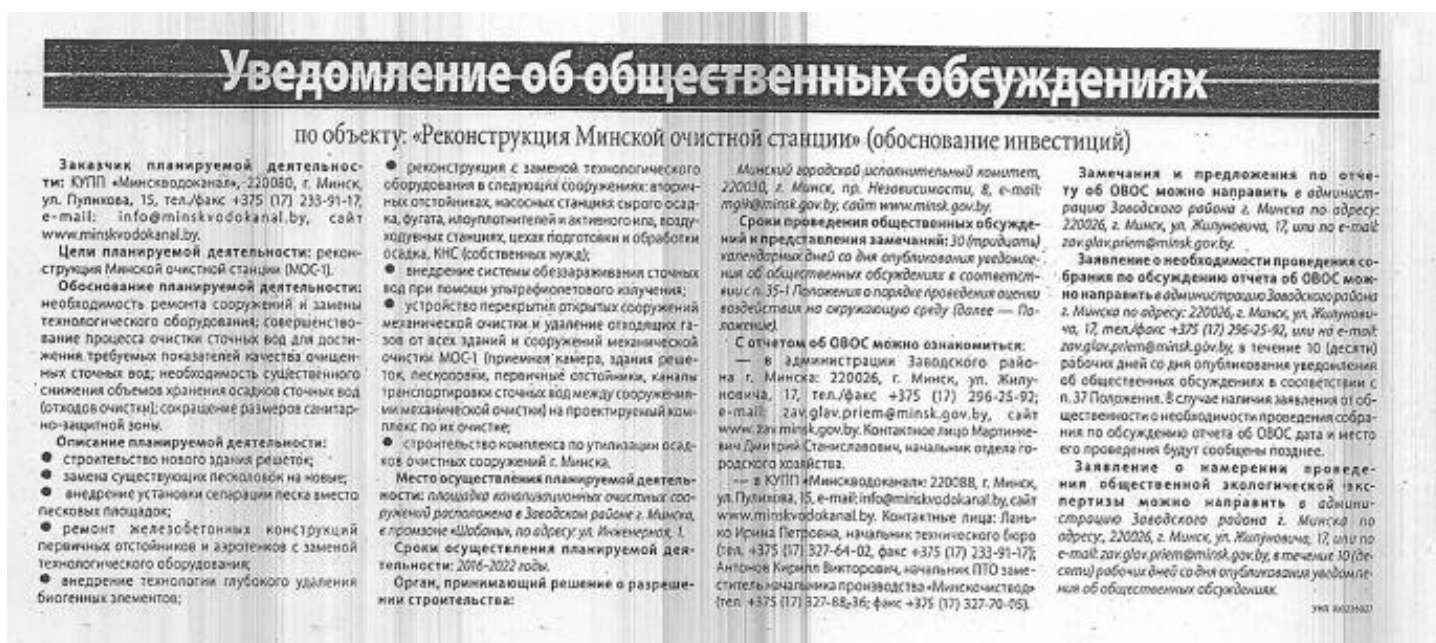 Уведомление об общественных обсуждениях
по объекту: «Реконструкция Минской очистной станции» (обоснование инвестиций)
Заказчик планируемой деятельнос-
ти: КУПП «Минскводоканал», 220080, г. Минск,
ул. Пулихова, 15, тел./факс +375 (17) 233-91-17,
e-mail: info@minskvodokanal.by, сайт
www.minskvodokanal.by.
Цели планируемой деятельности: рекон-
струкция Минской очистной станции (МОС-1).
Обоснование планируемой деятельности:
необходимость ремонта сооружений и замены
технологического оборудования; совершенство-
вание процесса очистки сточных вод для дости-
жения требуемых показателей качества очищен-
ных сточных вод; необходимость существенного
снижения объемов хранения осадков сточных вод
(отходов очистки); сокращение размеров санитар-
но-защитной зоны.
Описание планируемой деятельности:
● строительство нового здания решеток;
● замена существующих песколовок на новые;
● внедрение установки сепарации песка вместо
песковых площадок;
● ремонт железобетонных конструкций
первичных отстойников и аэротенков с заменой
технологического оборудования;
● внедрение технологии глубокого удаления
биогенных элементов;
● реконструкция с заменой технологического
оборудования в следующих сооружениях: вторич-
ных отстойниках, насосных станциях сырого осад-
ка, фугата, илоуплотнителей и активного ила, возду-
ходувных станциях, цехах подготовки и обработки
осадка, КНС (собственных нужд);
● внедрение системы обеззараживания сточных
вод при помощи ультрафиолетового излучения;
● устройство перекрытия открытых сооружений
механической очистки и удаление отходящих га-
зов от всех зданий и сооружений механической
очистки МОС-1 (приемная камера, здания реше-
ток, песколовки, первичные отстойники, каналы
транспортировки сточных вод между сооружения-
ми механической очистки) на проектируемый ком-
плекс по их очистке;
● строительство комплекса по утилизации осад-
ков очистных сооружений г. Минска.
Место осуществления планируемой деятель-
ности: площадка канализационных очистных соо-
ружений расположена в Заводском районе г. Минска,
в промзоне «Шабаны», по адресу: ул. Инженерная, 1.
Сроки осуществления планируемой дея-
тельности: 2016–2022 годы.
Орган, принимающий решение о разреше-
нии строительства:
Минский городской исполнительный комитет,
220030, г. Минск, пр. Независимости, 8, e-mail:
mgik@minsk.gov.by, сайт www.minsk.gov.by.
Сроки проведения общественных обсужде-
ний и представления замечаний: 30 (тридцать)
календарных дней со дня опубликования уведомле-
ния об общественных обсуждениях в соответст-
вии с п. 35-1 Положения о порядке проведения оценки
воздействия на окружающую среду (далее — По-
ложение).
С отчетом об ОВОС можно ознакомиться:
— в администрации Заводского райо-
на г. Минска: 220026, г. Минск, ул. Жилу-
новича, 17, тел./факс +375 (17) 296-25-92;
e-mail: zav.glav.priem@minsk.gov.by, сайт
www.zav.minsk.gov.by. Контактное лицо Мартинке-
вич Дмитрий Станиславович, начальник отдела го-
родского хозяйства.
— в КУПП «Минскводоканал»: 220088, г. Минск,
ул. Пулихова, 15, e-mail: info@minskvodokanal.by, сайт
www.minskvodokanal.by. Контактные лица: Лань-
ко Ирина Петровна, начальник технического бюро
(тел. +375 (17) 327-64-02, факс +375 (17) 233-91-17);
Антонов Кирилл Викторович, начальник ПТО заме-
ститель начальника производства «Минскочиствод»
(тел. +375 (17) 327-88-36; факс +375 (17) 327-70-05).
Замечания и предложения по отче-
ту об ОВОС можно направить в админист-
рацию Заводского района г. Минска по адресу:
220026, г. Минск, ул. Жилуновича, 17, или по e-mail:
zav.glav.priem@minsk.gov.by.
Заявление о необходимости проведения со-
брания по обсуждению отчета об ОВОС мож-
но направить в администрацию Заводского района
г. Минска по адресу: 220026, г. Минск, ул. Жилунови-
ча, 17, тел./факс +375 (17) 296-25-92, или на e-mail:
zav.glav.priem@minsk.gov.by, в течение 10 (десяти)
рабочих дней со дня опубликования уведомления
об общественных обсуждениях в соответствии с
п. 37 Положения. В случае наличия заявления от об-
щественности о необходимости проведения собра-
ния по обсуждению отчета об ОВОС дата и место
его проведения будут сообщены позднее.
Заявление о намерении проведе-
ния общественной экологической экс-
пертизы можно направить в админи-
страцию Заводского района г. Минска по
адресу, 220026, г. Минск, ул. Жилуновича, 17, или по
e-mail: zav.glav.priem@minsk.gov.by, в течение 10 (де-
сяти) рабочих дней со дня опубликования уведомле-
ния об общественных обсуждениях.
УНП